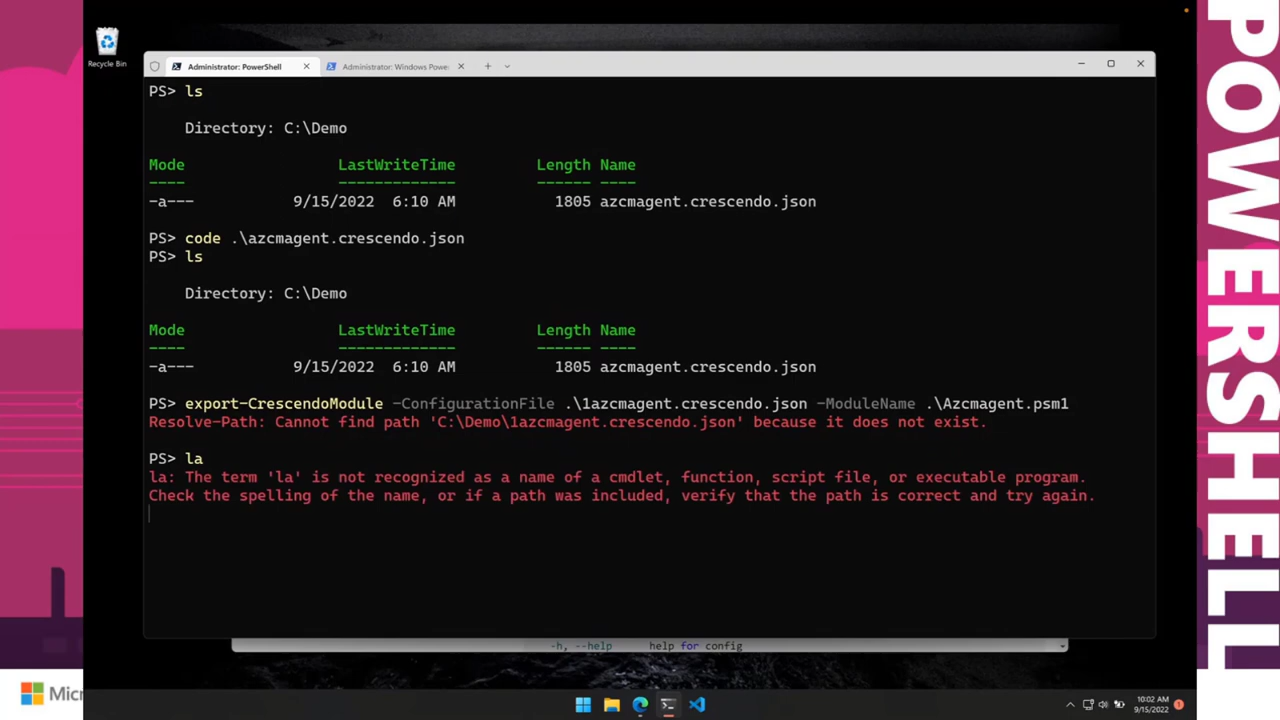 Recycle Bin
Administrator: PowerShell
Administrator: Windows Powe
PS> ls
Directory: C:\Demo
Mode LastWriteTime Length Name
---- ------------- ------ ----
-a--- 9/15/2022 6:10 AM 1805 azcmagent.crescendo.json
PS> code .\azcmagent.crescendo.json
PS> ls
Directory: C:\Demo
Mode LastWriteTime Length Name
---- ------------- ------ ----
-a--- 9/15/2022 6:10 AM 1805 azcmagent.crescendo.json
PS> export-CrescendoModule -ConfigurationFile .\1azcmagent.crescendo.json -ModuleName .\Azcmagent.psm1
Resolve-Path: Cannot find path 'C:\Demo\1azcmagent.crescendo.json' because it does not exist.
PS> la
la: The term 'la' is not recognized as a name of a cmdlet, function, script file, or executable program.
Check the spelling of the name, or if a path was included, verify that the path is correct and try again.
-h, --help help for config
10:02 AM
9/15/2022
1
Micr
POWERSHELL